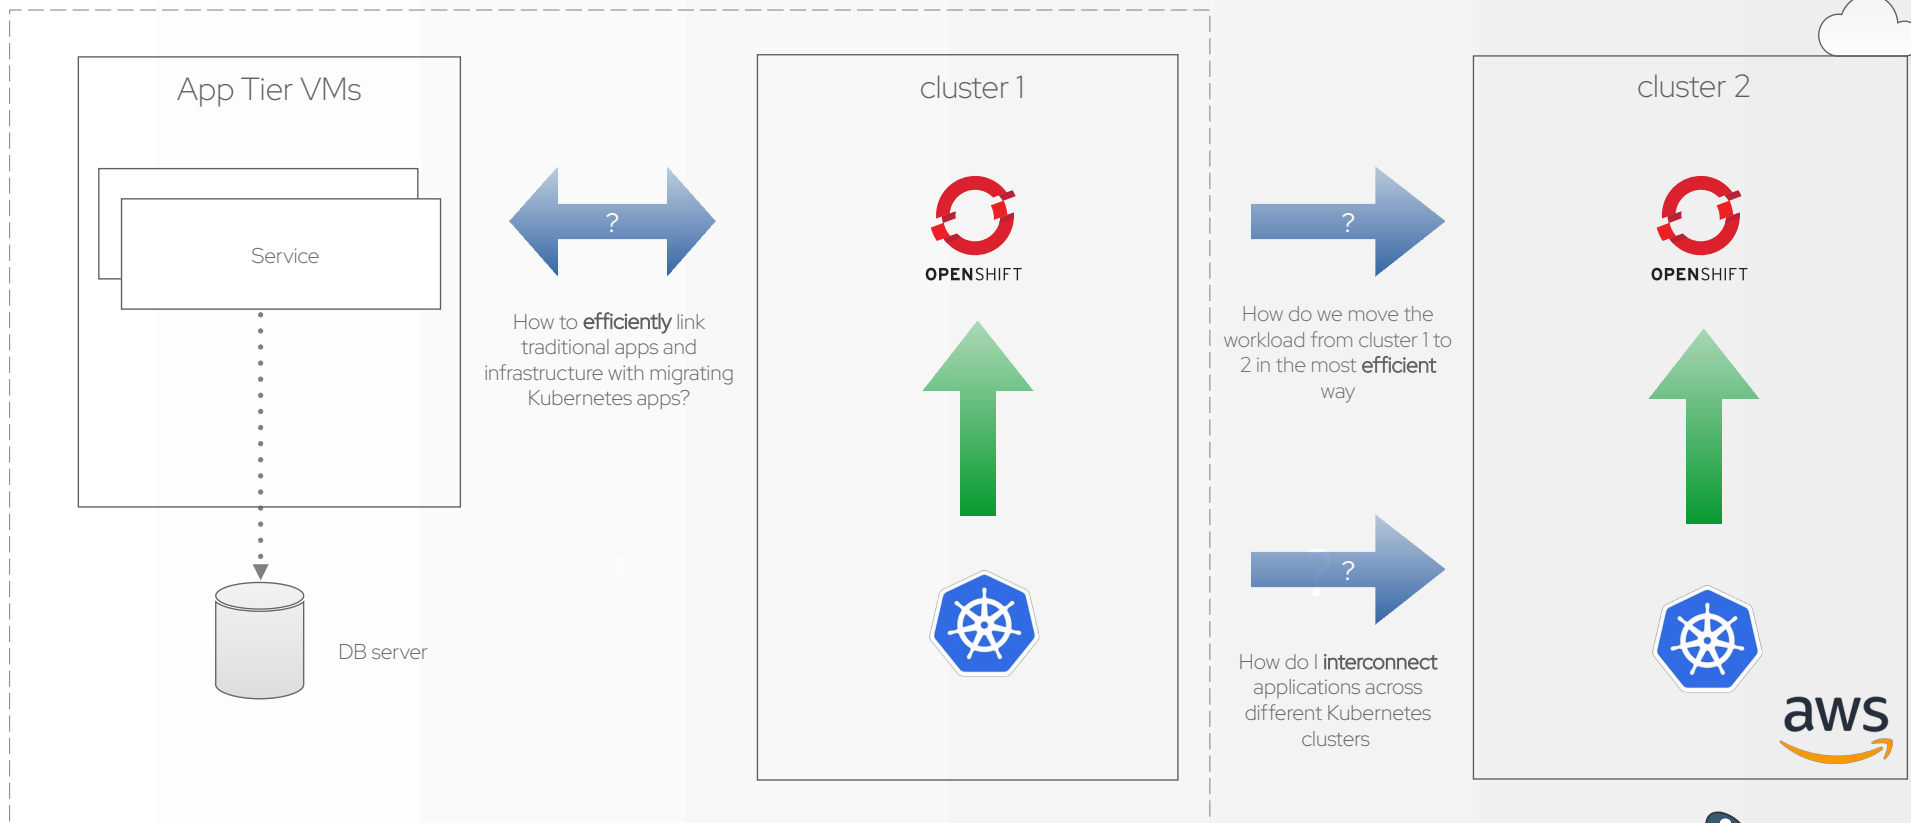 App Tier VMs
Service
DB server
?
How to efficiently link
traditional apps and
infrastructure with migrating
Kubernetes apps?
?
cluster 1
OPENSHIFT
?
How do we move the
workload from cluster 1 to
2 in the most efficient
way
?
?
How do I interconnect
applications across
different Kubernetes
clusters
cluster 2
OPENSHIFT
aws